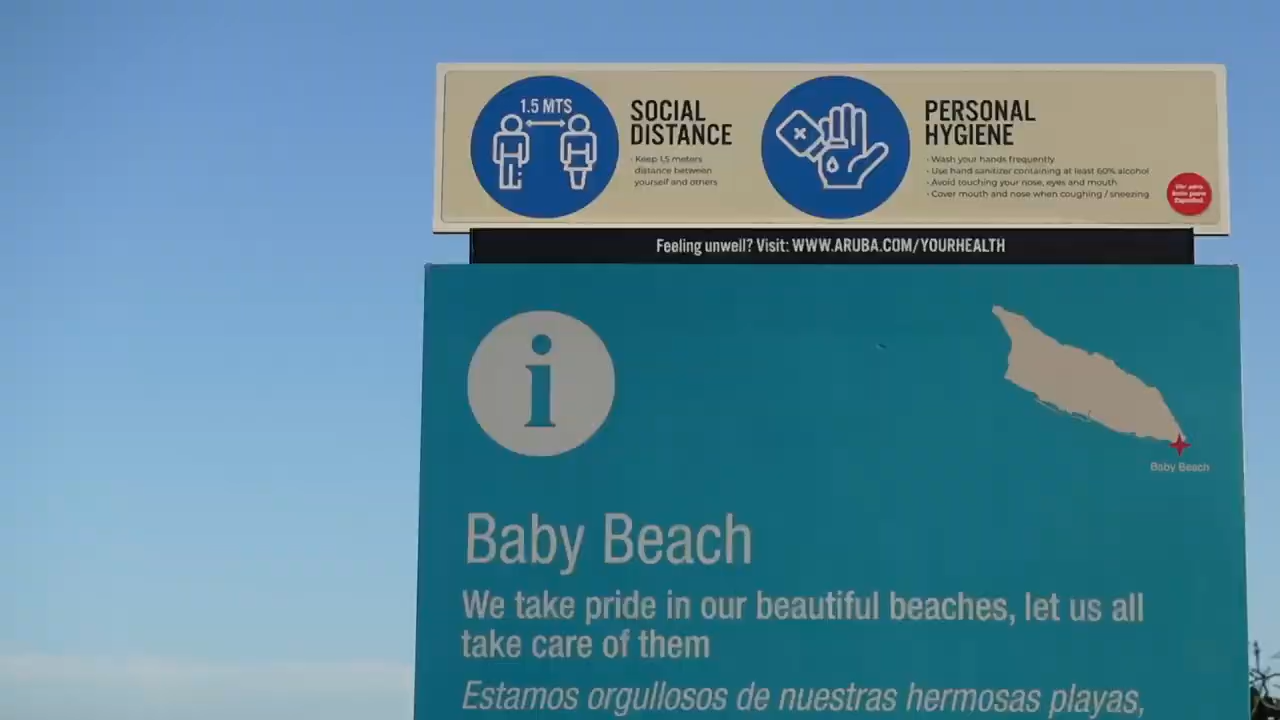 1.5 MTS
SOCIAL
DISTANCE
• Keep 1,5 meters
distance between
yourself and others
PERSONAL
HYGIENE
• Wash your hands frequently
• Use hand sanitizer containing at least 60% alcohol
• Avoid touching your nose, eyes and mouth
• Cover mouth and nose when coughing / sneezing
Feeling unwell? Visit: WWW.ARUBA.COM/YOURHEALTH
i
Baby Beach
Baby Beach
We take pride in our beautiful beaches, let us all
take care of them
Estamos orgullosos de nuestras hermosas playas,